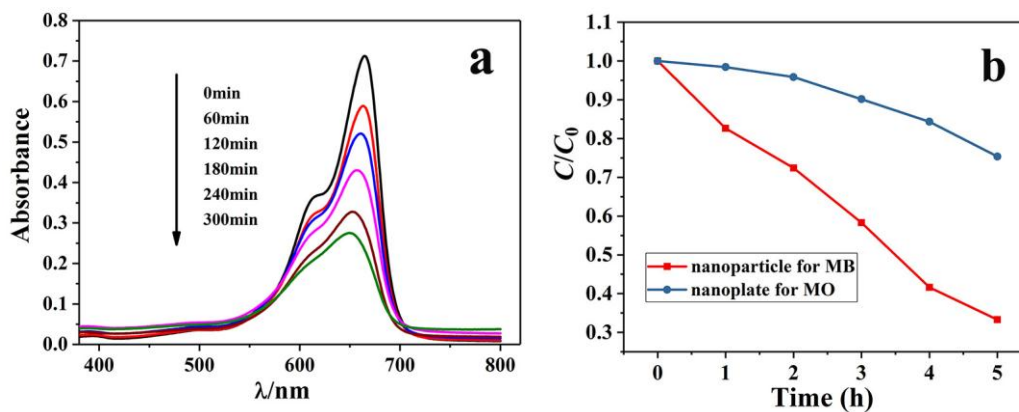 a
0.8
0.7
0.6
0.5
0.4
0.3
0.2
0.1
0.0
Absorbance
0min
60min
120min
180min
240min
300min
400 500 600 700 800
λ/nm
b
1.1
1.0
0.9
0.8
0.7
0.6
0.5
0.4
0.3
C/C0
nanoparticle for MB
nanoplate for MO
0 1 2 3 4 5
Time (h)